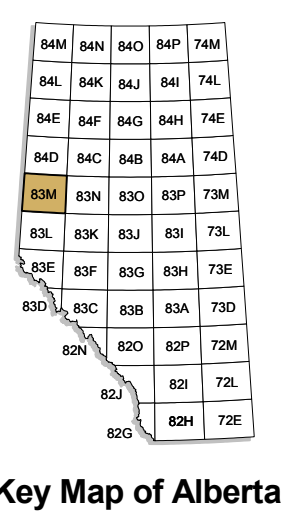 84M 84N 84O 84P 74M
84L 84K 84J 84I 74L
84E 84F 84G 84H 74E
84D 84C 84B 84A 74D
83M 83N 83O 83P 73M
83L 83K 83J 83I 73L
83E 83F 83G 83H 73E
83D 83C 83B 83A 73D
82N 82O 82P 72M
82J 82I 72L
82G 82H 72E
Key Map of Alberta